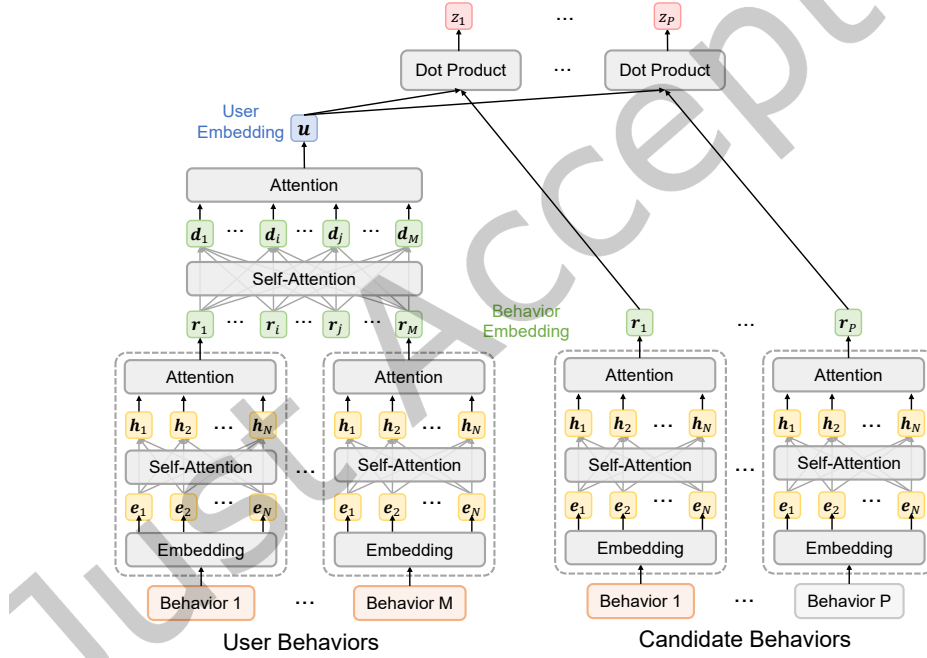 z1 ... zP
Dot Product ... Dot Product
User
Embedding
u
Attention
d1 ... di ... dj ... dM
Self-Attention
r1 ... ri ... rj ... rM
Behavior
Embedding
r1 ... rP
Attention Attention Attention Attention
h1 h2 ... hN h1 h2 ... hN h1 h2 ... hN h1 h2 ... hN
Self-Attention ... Self-Attention Self-Attention ... Self-Attention
e1 e2 ... eN e1 e2 ... eN e1 e2 ... eN e1 e2 ... eN
Embedding Embedding Embedding Embedding
Behavior 1 ... Behavior M Behavior 1 ... Behavior P
User Behaviors Candidate Behaviors
Just Accept